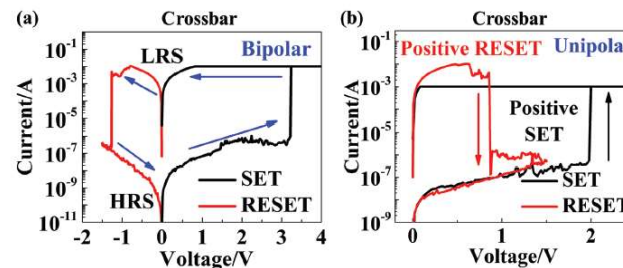 (a)
Crossbar
10⁻¹
10⁻³
10⁻⁵
10⁻⁷
10⁻⁹
10⁻¹¹
Current/A
LRS
Bipolar
HRS
SET
RESET
-2
-1
0
1
2
3
4
Voltage/V
(b)
Crossbar
10⁻¹
10⁻³
10⁻⁵
10⁻⁷
10⁻⁹
Current/A
Positive RESET
Unipola
Positive
SET
SET
RESET
0
1
2
Voltage/V